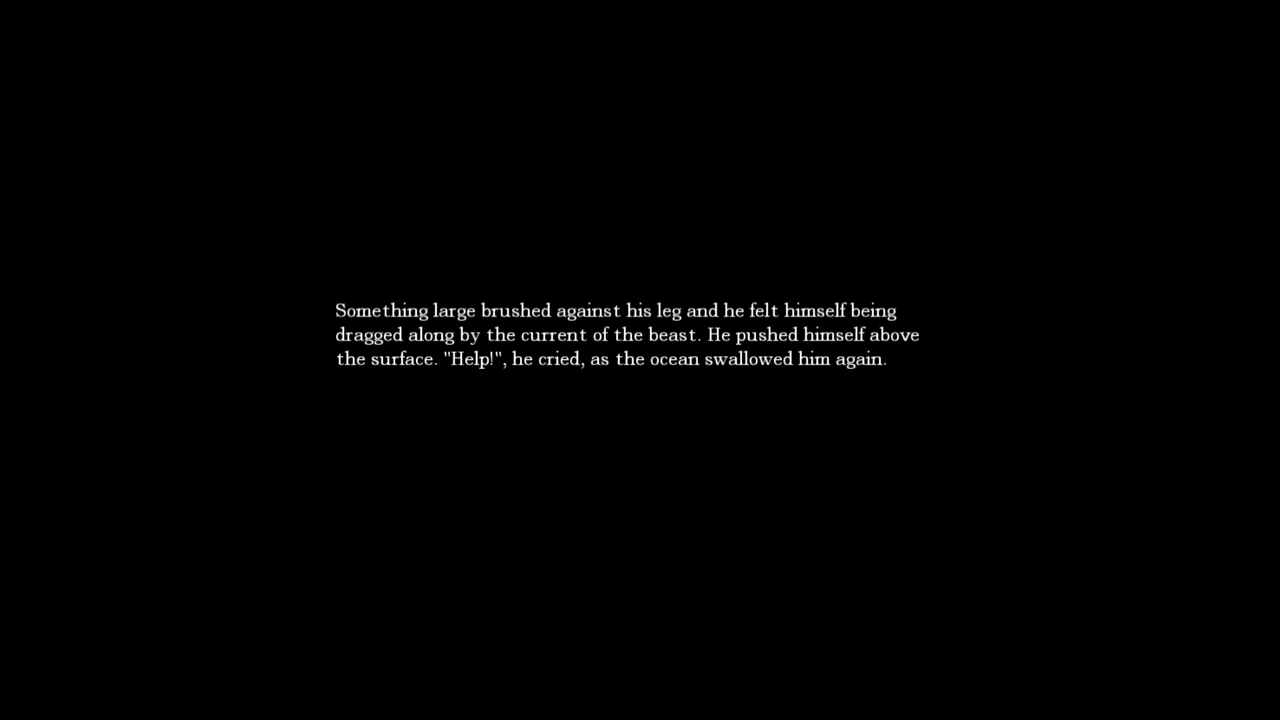 Something large brushed against his leg and he felt himself being
dragged along by the current of the beast. He pushed himself above
the surface. "Help!", he cried, as the ocean swallowed him again.